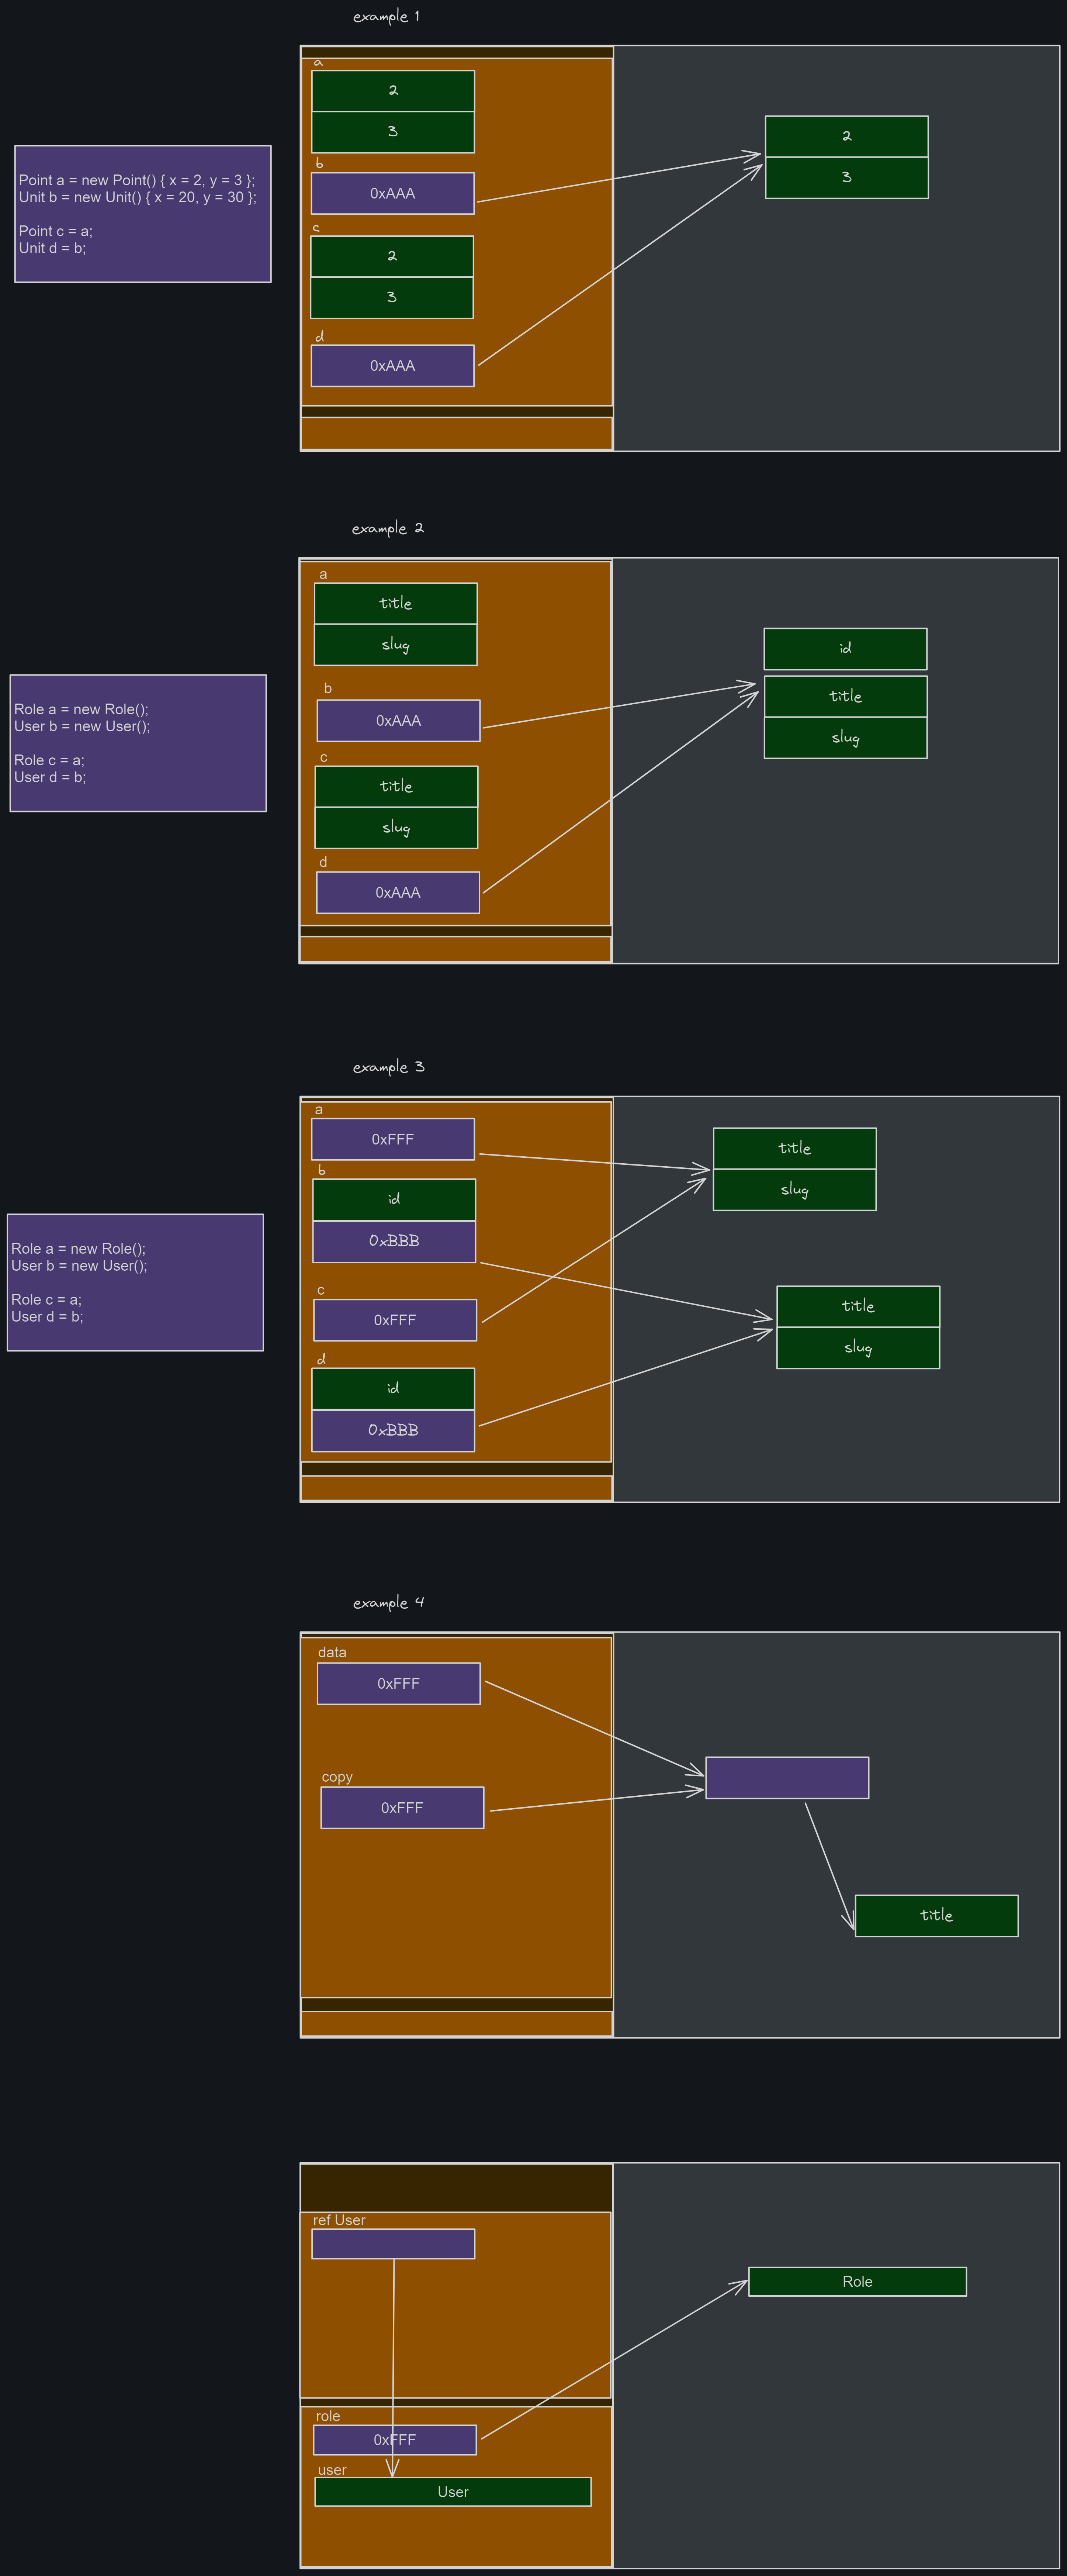 example 1
Point a = new Point() { x = 2, y = 3 };
Unit b = new Unit() { x = 20, y = 30 };
Point c = a;
Unit d = b;
a
2
3
b
0xAAA
c
2
3
d
0xAAA
2
3
example 2
Role a = new Role();
User b = new User();
Role c = a;
User d = b;
a
title
slug
b
0xAAA
c
title
slug
d
0xAAA
id
title
slug
example 3
Role a = new Role();
User b = new User();
Role c = a;
User d = b;
a
0xFFF
b
id
0xBBB
c
0xFFF
d
id
0xBBB
title
slug
title
slug
example 4
data
0xFFF
copy
0xFFF
title
ref User
Role
role
0xFFF
user
User